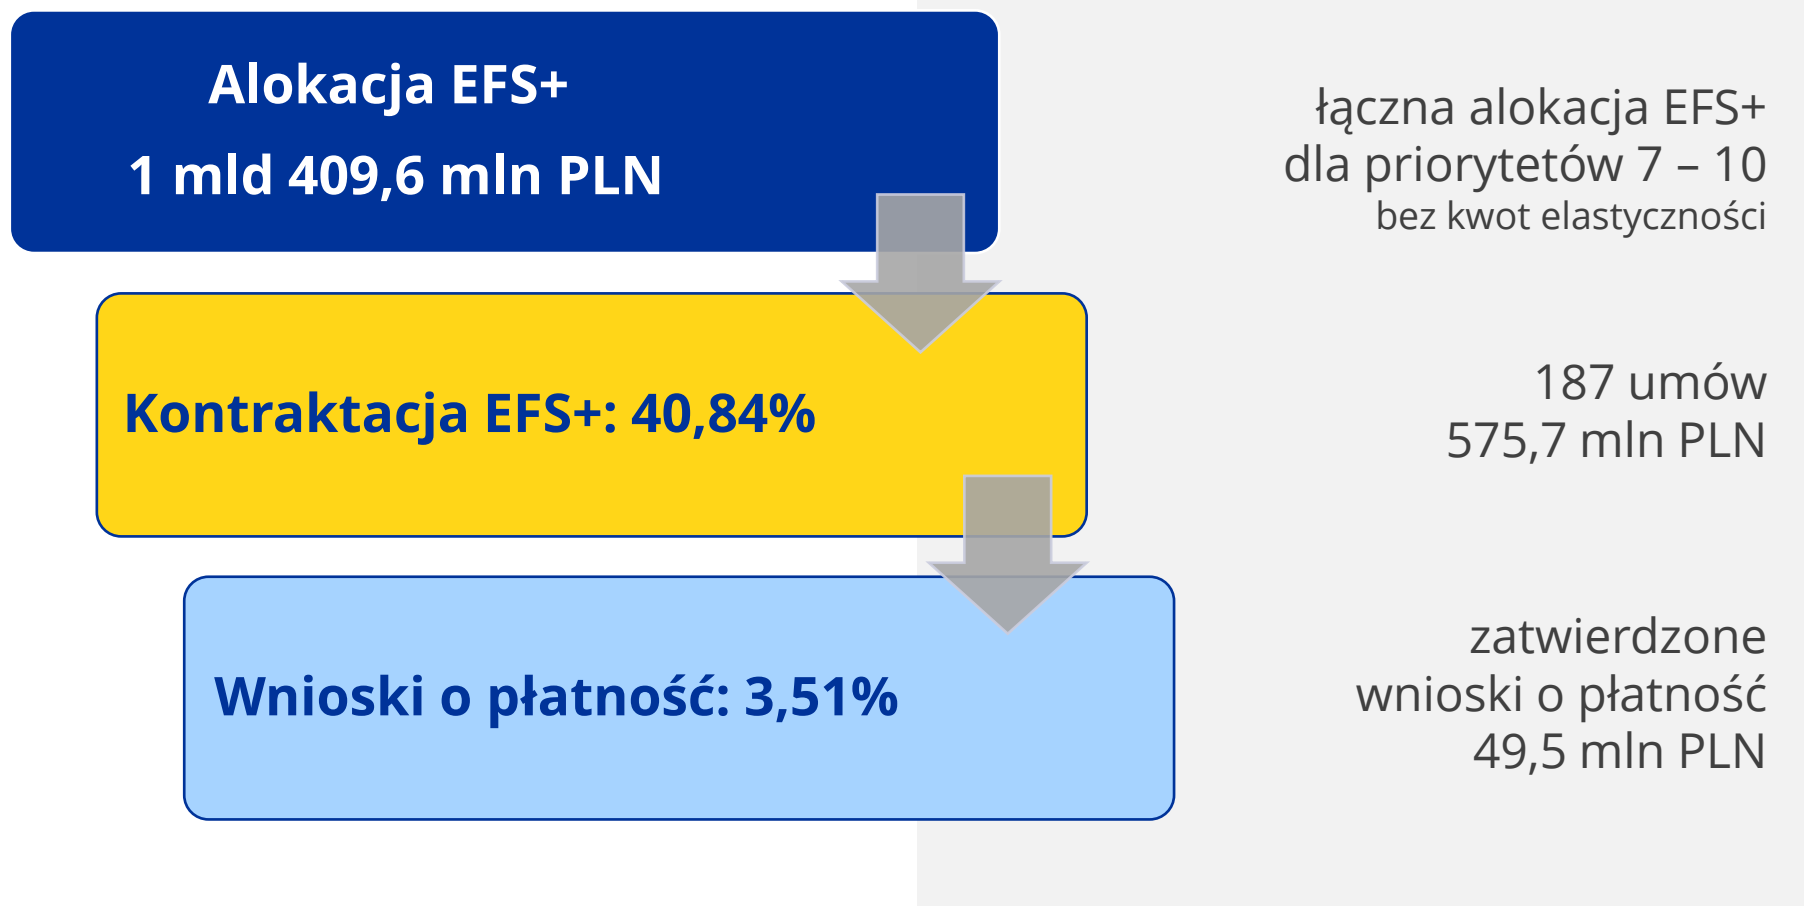 Alokacja EFS+
1 mld 409,6 mln PLN
łączna alokacja EFS+
dla priorytetów 7 – 10
bez kwot elastyczności
Kontraktacja EFS+: 40,84%
187 umów
575,7 mln PLN
Wnioski o płatność: 3,51%
zatwierdzone
wnioski o płatność
49,5 mln PLN